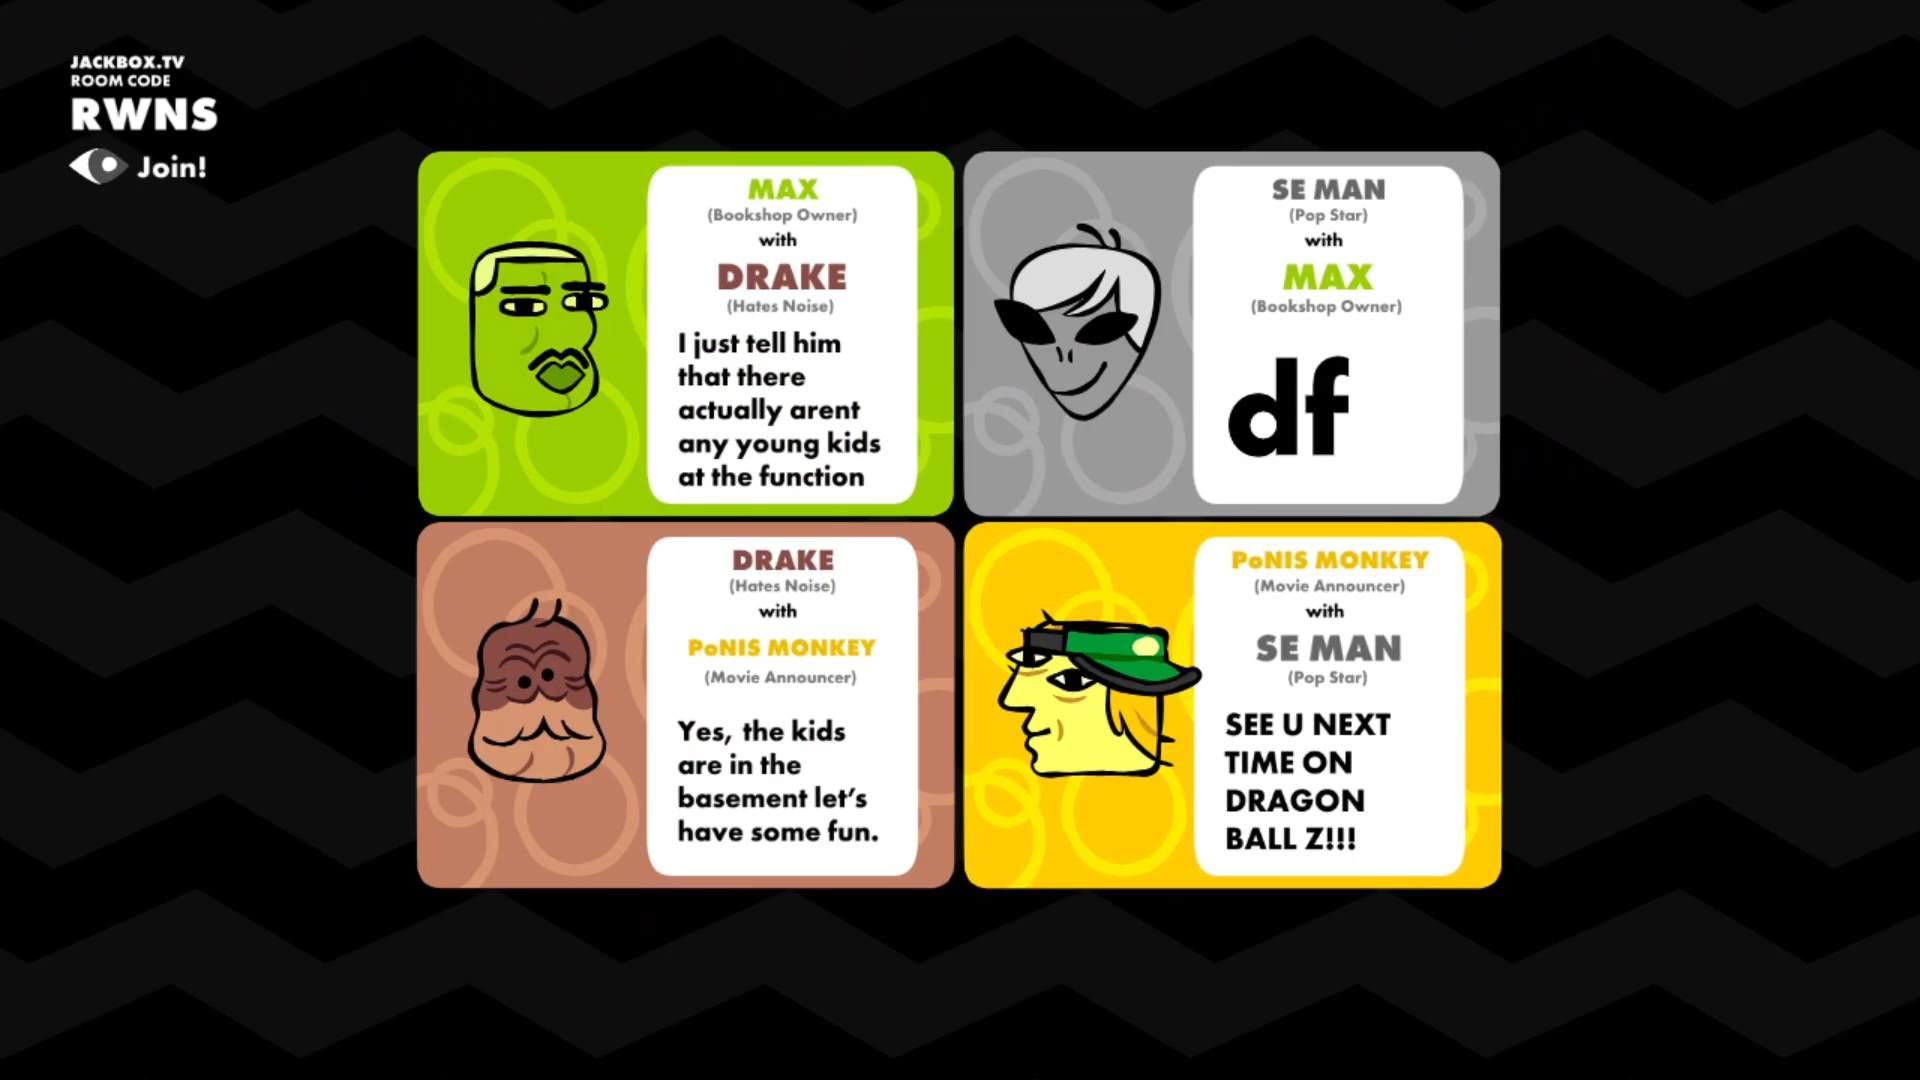 JACKBOX.TV
ROOM CODE
RWNS
Join!
MAX
(Bookshop Owner)
with
DRAKE
(Hates Noise)
I just tell him
that there
actually arent
any young kids
at the function
SE MAN
(Pop Star)
with
MAX
(Bookshop Owner)
df
DRAKE
(Hates Noise)
with
PoNIS MONKEY
(Movie Announcer)
Yes, the kids
are in the
basement let's
have some fun.
PoNIS MONKEY
(Movie Announcer)
with
SE MAN
(Pop Star)
SEE U NEXT
TIME ON
DRAGON
BALL Z!!!